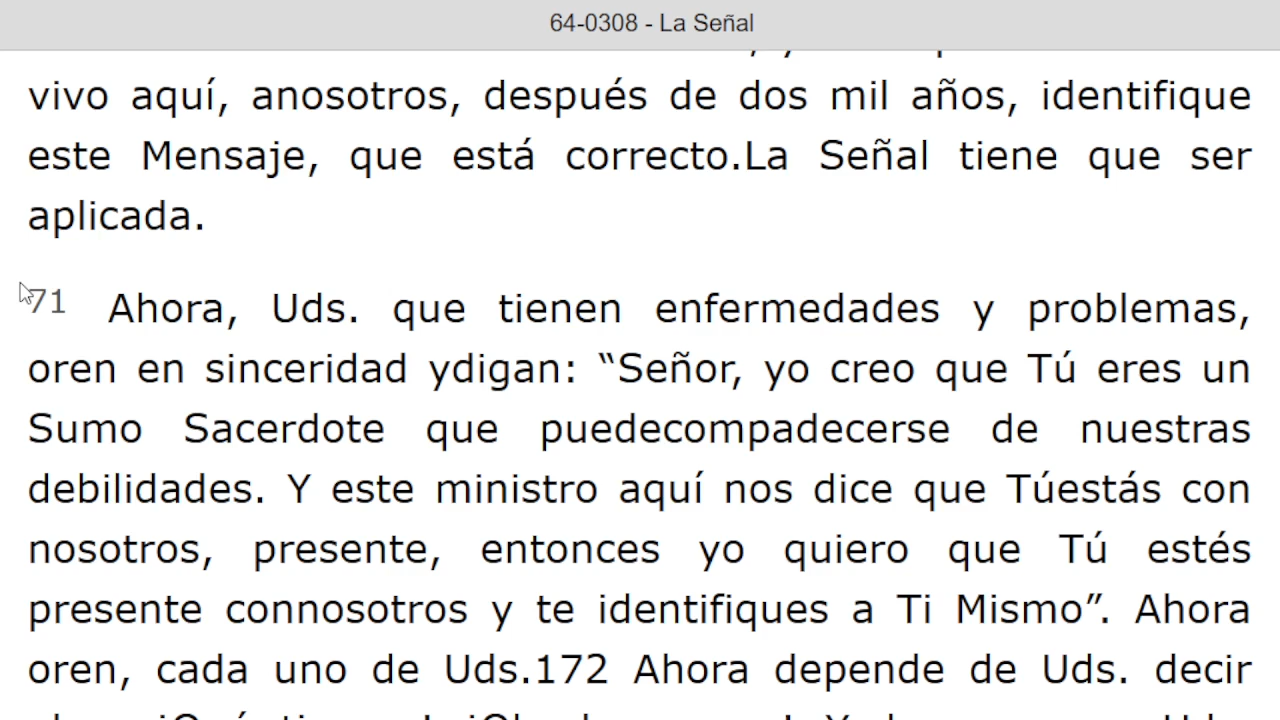 64-0308 - La Señal
vivo aquí, anosotros, después de dos mil años, identifique
este Mensaje, que está correcto.La Señal tiene que ser
aplicada.
71 Ahora, Uds. que tienen enfermedades y problemas,
oren en sinceridad ydigan: “Señor, yo creo que Tú eres un
Sumo Sacerdote que puedecompadecerse de nuestras
debilidades. Y este ministro aquí nos dice que Túestás con
nosotros, presente, entonces yo quiero que Tú estés
presente connosotros y te identifiques a Ti Mismo”. Ahora
oren, cada uno de Uds.172 Ahora depende de Uds. decir